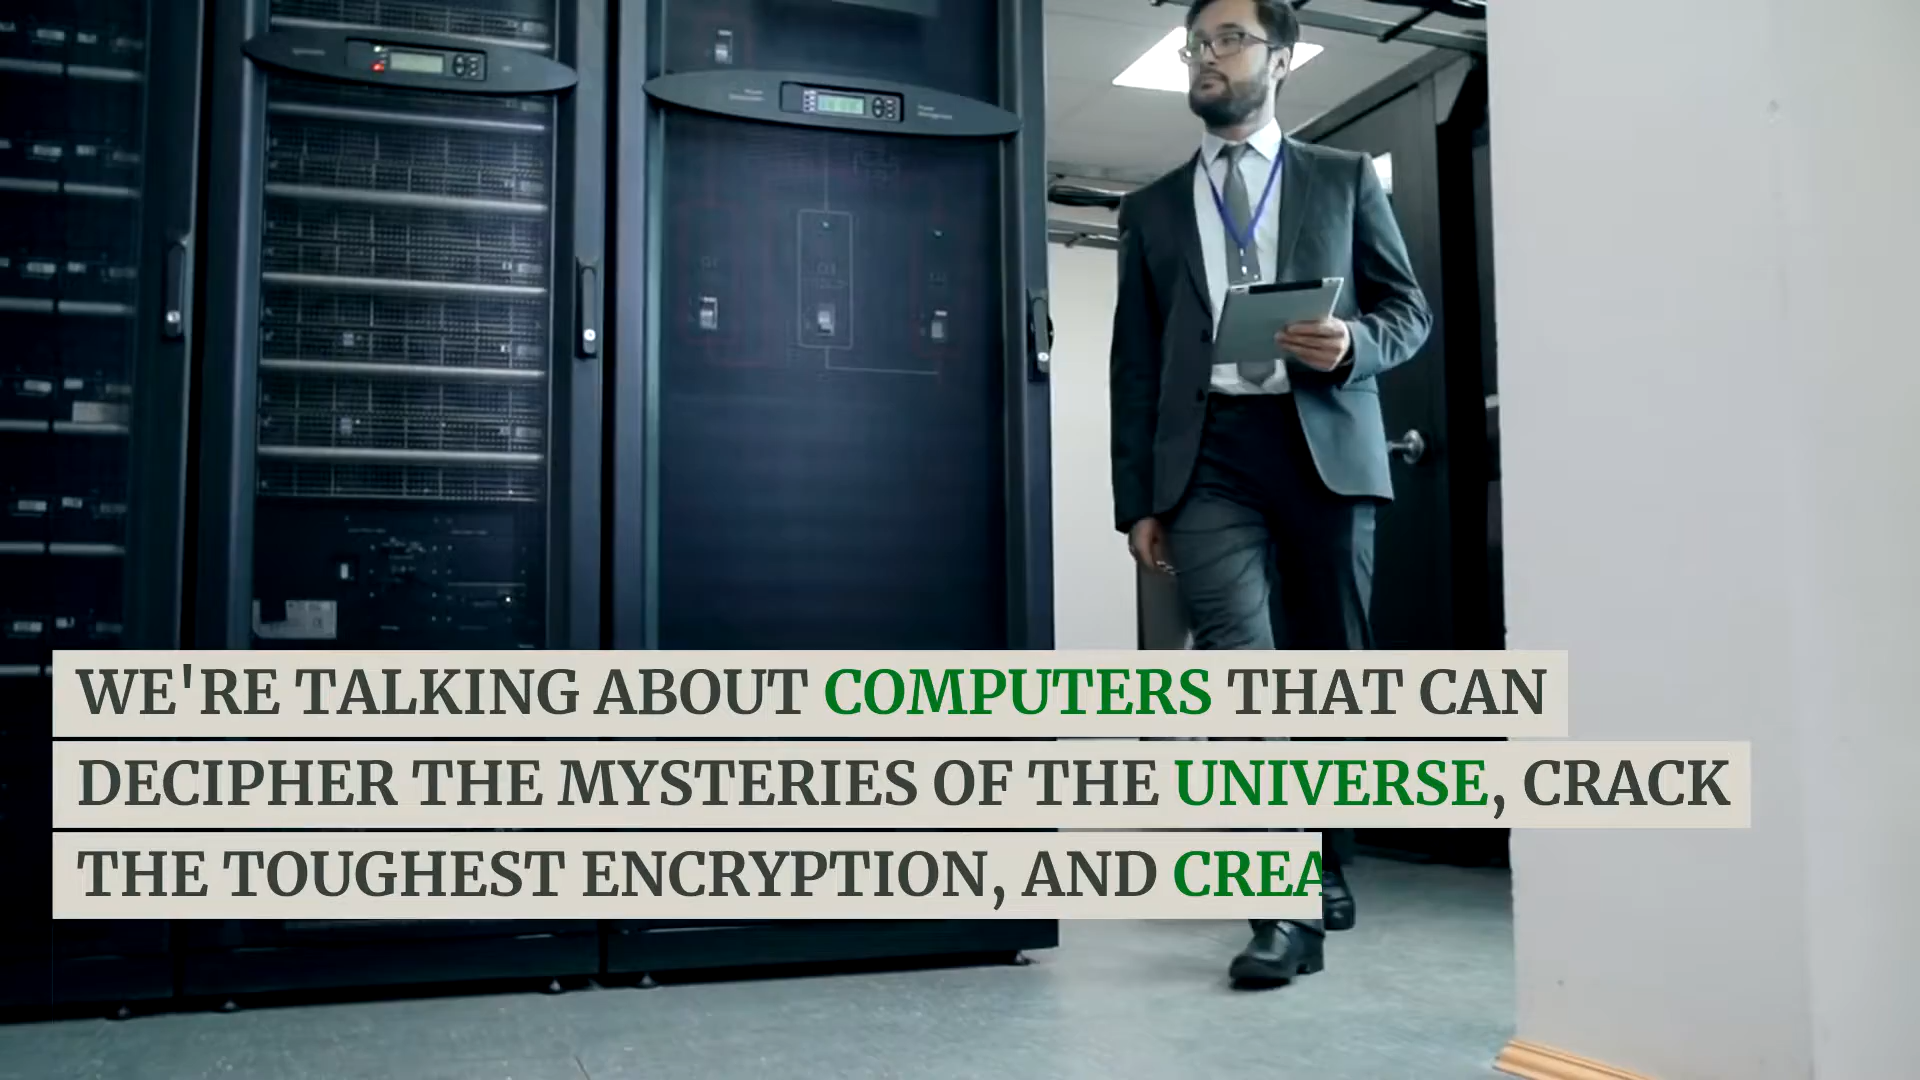 WE'RE TALKING ABOUT COMPUTERS THAT CAN
DECIPHER THE MYSTERIES OF THE UNIVERSE, CRACK
THE TOUGHEST ENCRYPTION, AND CREA